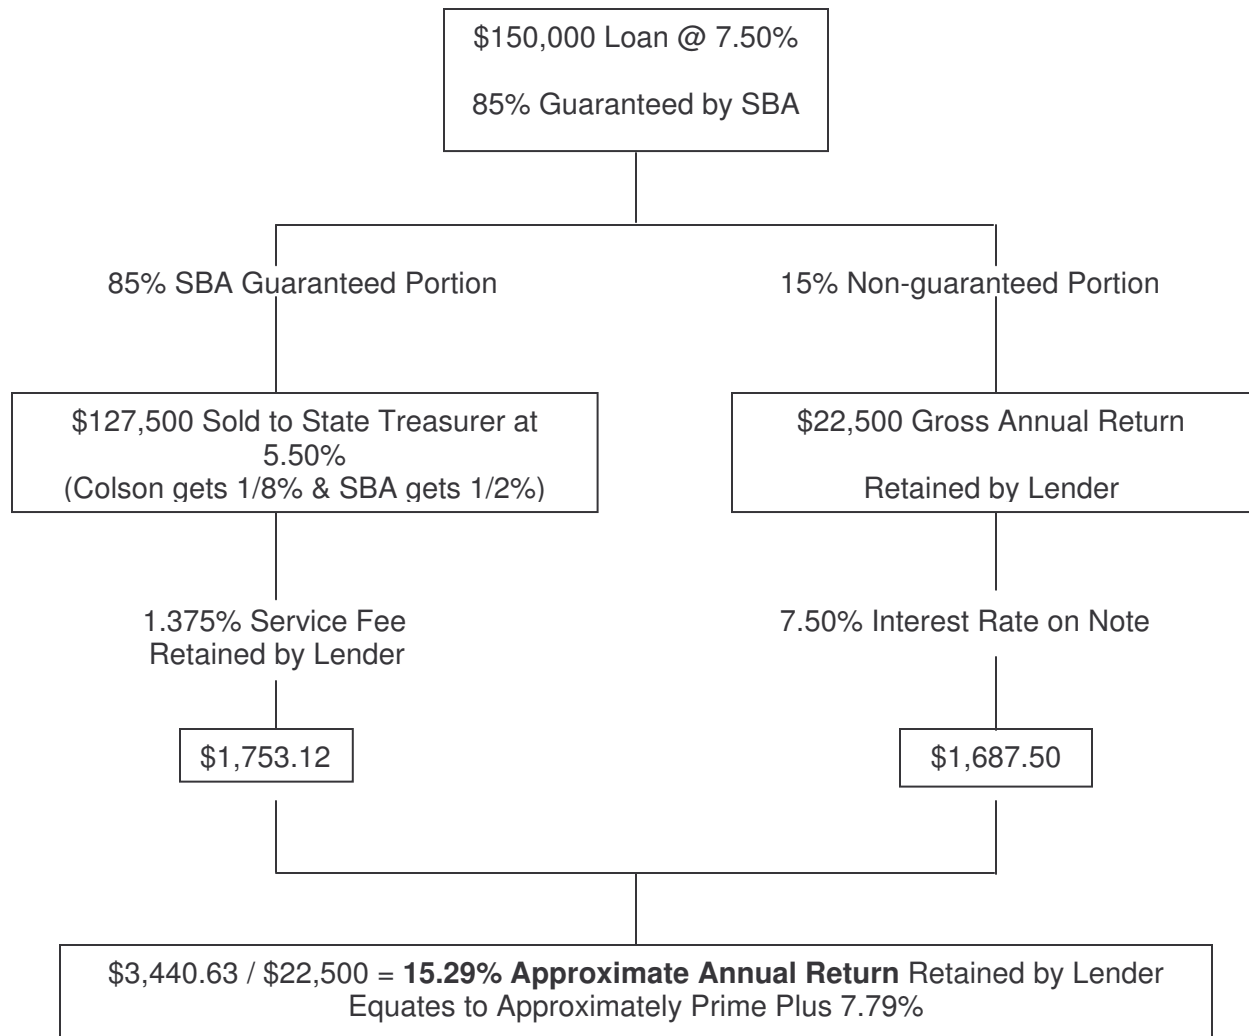 $150,000 Loan @ 7.50%
85% Guaranteed by SBA
85% SBA Guaranteed Portion
15% Non-guaranteed Portion
$127,500 Sold to State Treasurer at
5.50%
(Colson gets 1/8% & SBA gets 1/2%)
$22,500 Gross Annual Return
Retained by Lender
1.375% Service Fee
Retained by Lender
7.50% Interest Rate on Note
$1,753.12
$1,687.50
$3,440.63 / $22,500 = 15.29% Approximate Annual Return Retained by Lender
Equates to Approximately Prime Plus 7.79%